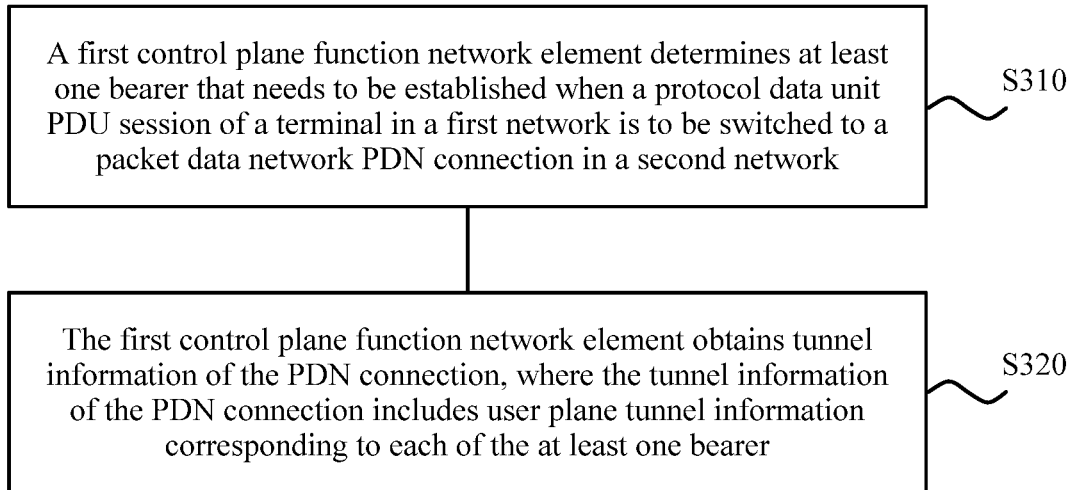 A first control plane function network element determines at least
one bearer that needs to be established when a protocol data unit
PDU session of a terminal in a first network is to be switched to a
packet data network PDN connection in a second network
S310
The first control plane function network element obtains tunnel
information of the PDN connection, where the tunnel information
of the PDN connection includes user plane tunnel information
corresponding to each of the at least one bearer
S320